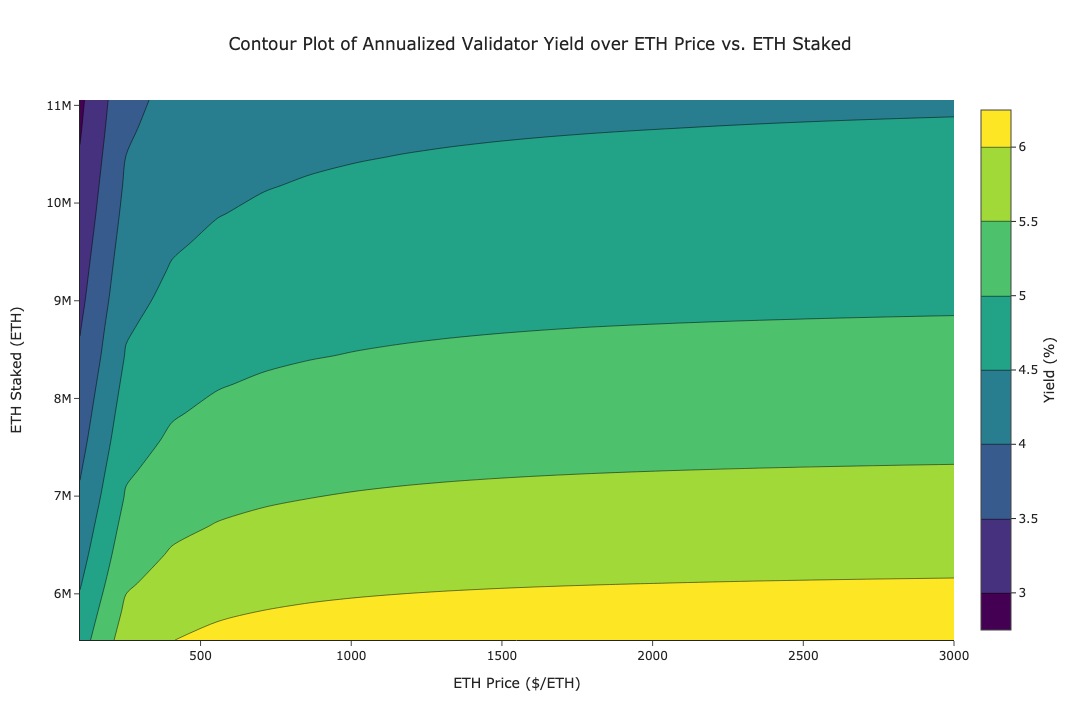 Contour Plot of Annualized Validator Yield over ETH Price vs. ETH Staked
11M
10M
9M
8M
7M
6M
ETH Staked (ETH)
500
1000
1500
2000
2500
3000
ETH Price ($/ETH)
6
5.5
5
4.5
4
3.5
3
Yield (%)